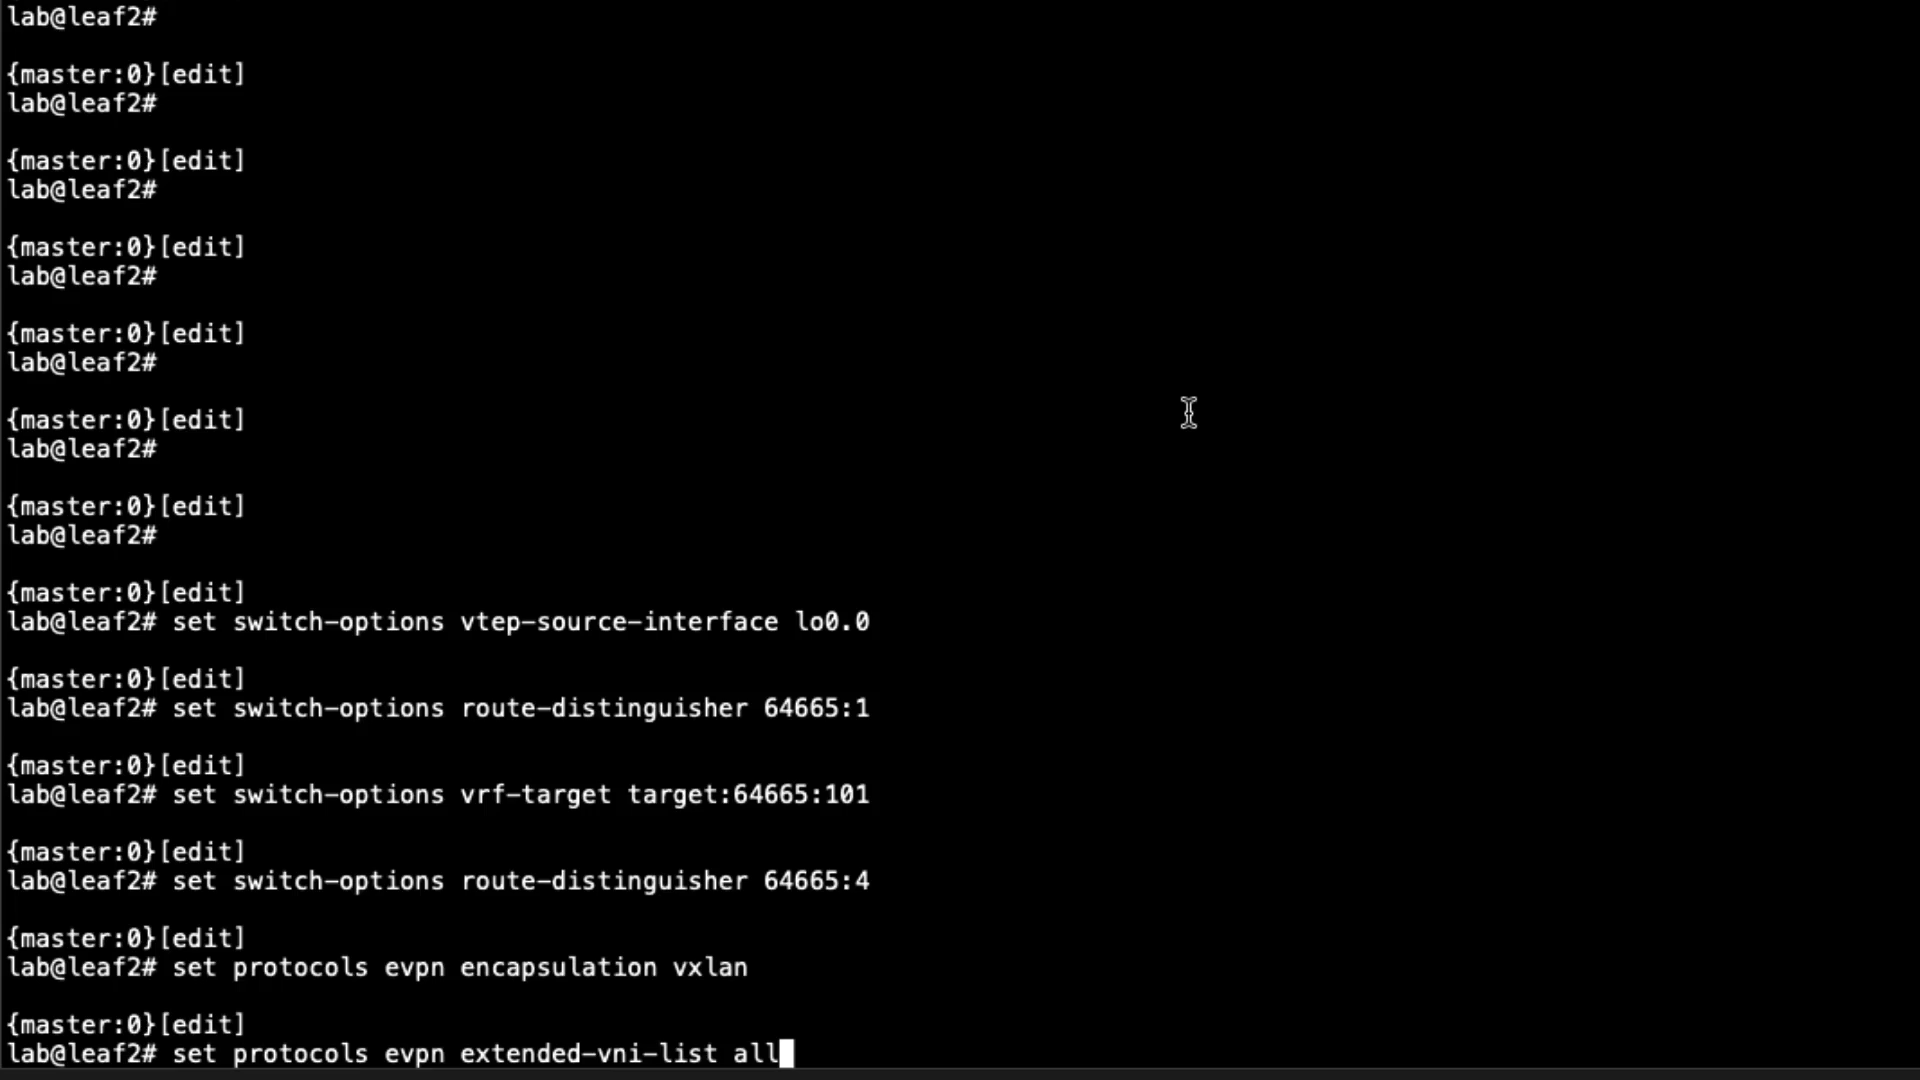 lab@leaf2#
{master:0}[edit]
lab@leaf2#
{master:0}[edit]
lab@leaf2#
{master:0}[edit]
lab@leaf2#
{master:0}[edit]
lab@leaf2#
{master:0}[edit]
lab@leaf2#
{master:0}[edit]
lab@leaf2#
{master:0}[edit]
lab@leaf2# set switch-options vtep-source-interface lo0.0
{master:0}[edit]
lab@leaf2# set switch-options route-distinguisher 64665:1
{master:0}[edit]
lab@leaf2# set switch-options vrf-target target:64665:101
{master:0}[edit]
lab@leaf2# set switch-options route-distinguisher 64665:4
{master:0}[edit]
lab@leaf2# set protocols evpn encapsulation vxlan
{master:0}[edit]
lab@leaf2# set protocols evpn extended-vni-list all